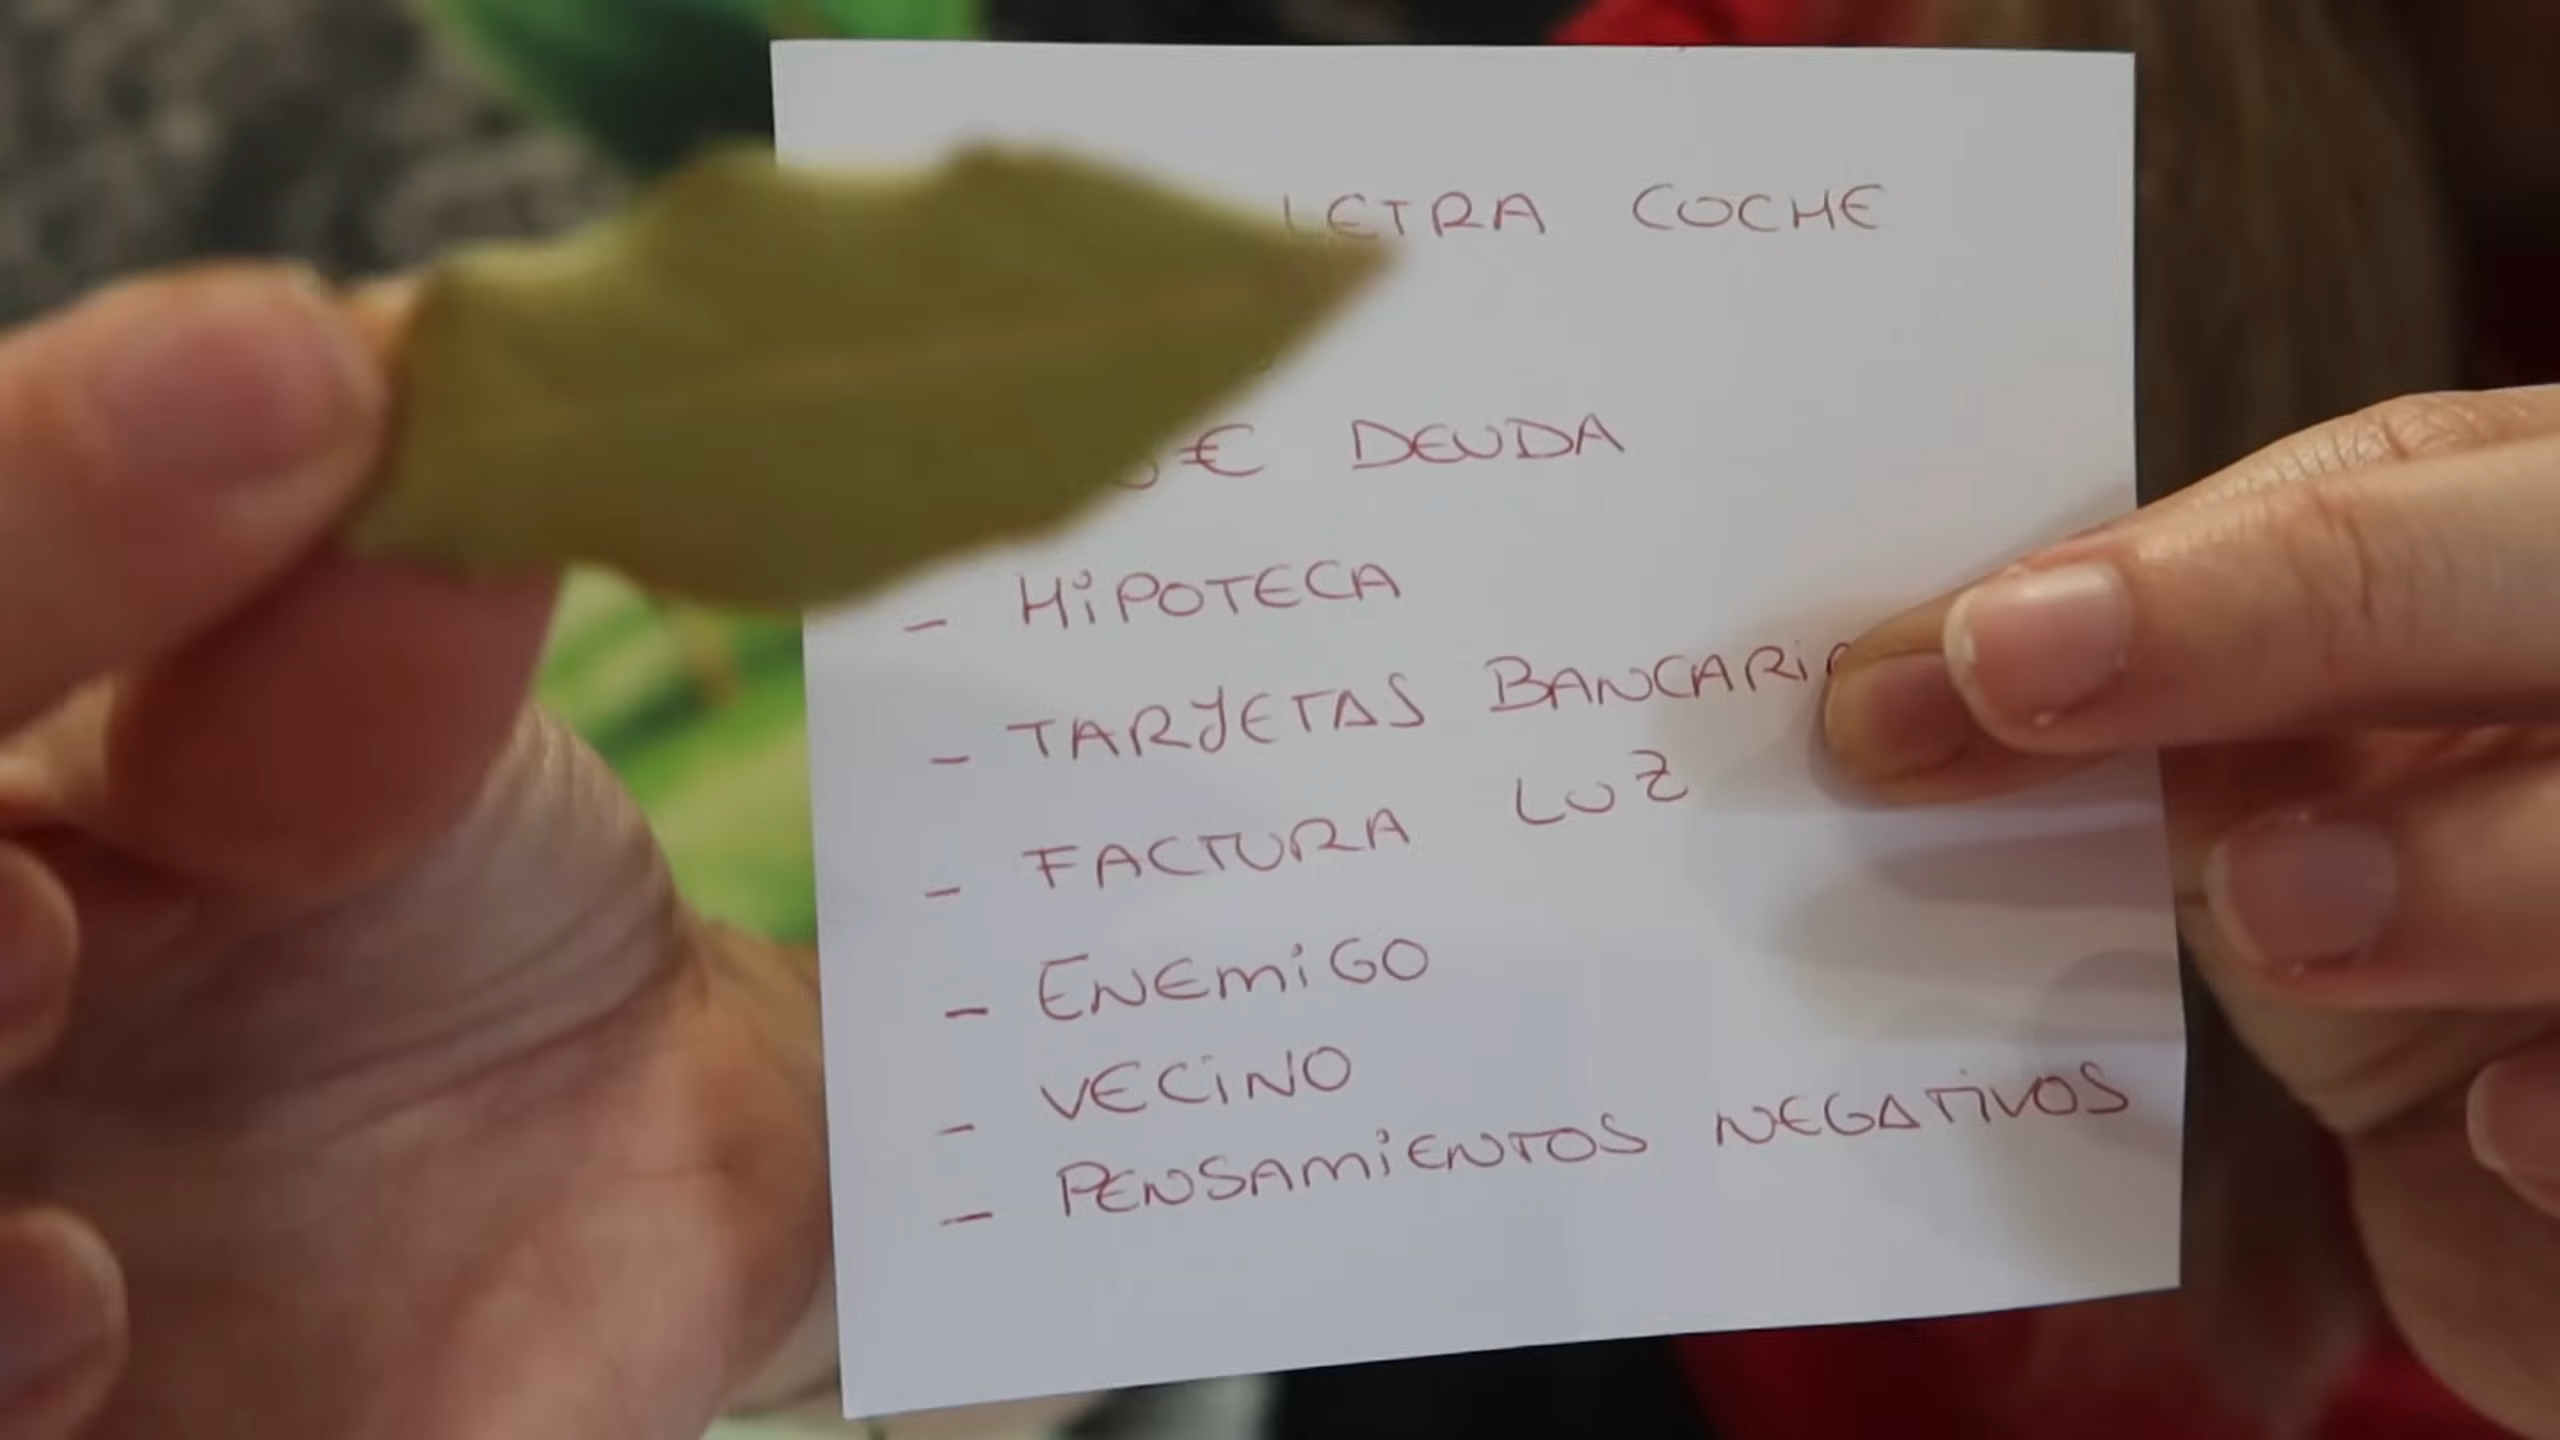 LETRA COCHE
€ DEUDA
- HiPOTECA
- TARJETAS
- FACTURA LUZ
- ENEMiGO
- VECiNO
- PENSAMiENTOS NEGATiVOS